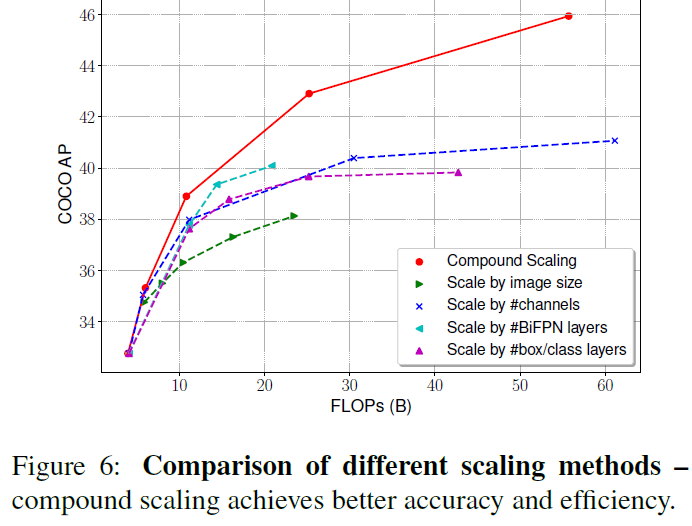 46
44
42
40
38
36
34
COCO AP
10 20 30 40 50 60
FLOPs (B)
Compound Scaling
Scale by image size
Scale by #channels
Scale by #BiFPN layers
Scale by #box/class layers
Figure 6: Comparison of different scaling methods –
compound scaling achieves better accuracy and efficiency.